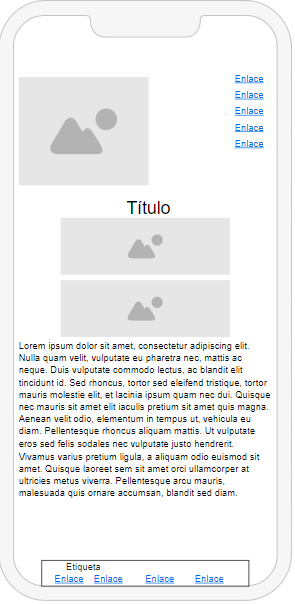 Enlace
Enlace
Enlace
Enlace
Enlace
Título
Lorem ipsum dolor sit amet, consectetur adipiscing elit.
Nulla quam velit, vulputate eu pharetra nec, mattis ac
neque. Duis vulputate commodo lectus, ac blandit elit
tincidunt id. Sed rhoncus, tortor sed eleifend tristique, tortor
mauris molestie elit, et lacinia ipsum quam nec dui. Quisque
nec mauris sit amet elit iaculis pretium sit amet quis magna.
Aenean velit odio, elementum in tempus ut, vehicula eu
diam. Pellentesque rhoncus aliquam mattis. Ut vulputate
eros sed felis sodales nec vulputate justo hendrerit.
Vivamus varius pretium ligula, a aliquam odio euismod sit
amet. Quisque laoreet sem sit amet orci ullamcorper at
ultricies metus viverra. Pellentesque arcu mauris,
malesuada quis ornare accumsan, blandit sed diam.
Etiqueta
Enlace Enlace Enlace Enlace